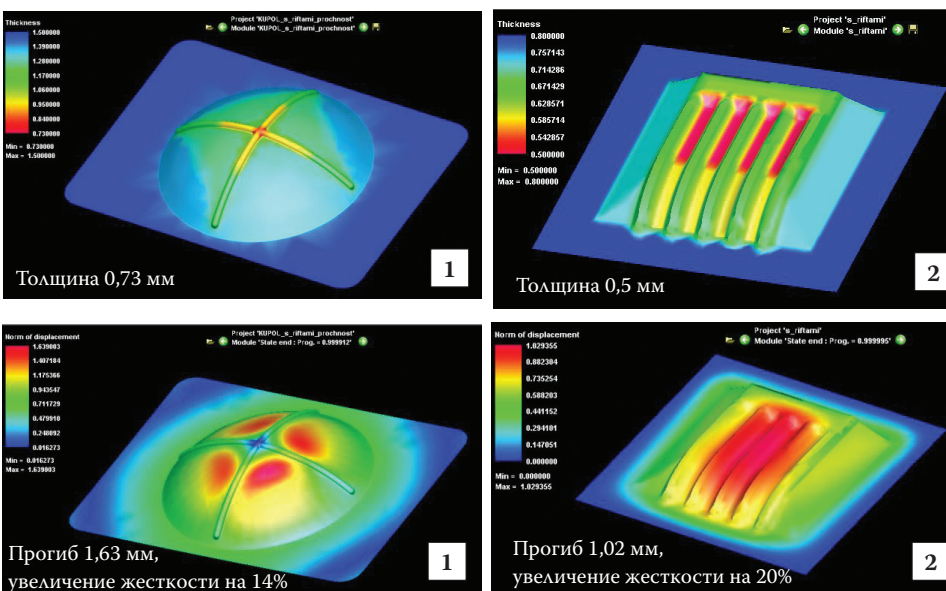 Thickness
1.500000
1.390000
1.280000
1.170000
1.060000
0.950000
0.840000
0.730000
Min = 0.730000
Max = 1.500000
Project 'KUPOL_s_riftami_prochnost'
Module 'KUPOL_s_riftami_prochnost'
Толщина 0,73 мм
1
Thickness
0.800000
0.757143
0.714286
0.671429
0.628571
0.585714
0.542857
0.500000
Min = 0.500000
Max = 0.800000
Project 's_riftami'
Module 's_riftami'
Толщина 0,5 мм
2
Norm of displacement
1.639003
1.407184
1.175366
0.943547
0.711729
0.479910
0.248092
0.016273
Min = 0.016273
Max = 1.639003
Project 'KUPOL_s_riftami_prochnost'
Module 'State end : Prog. = 0.999912'
Прогиб 1,63 мм,
увеличение жесткости на 14%
1
Norm of displacement
1.029355
0.882304
0.735254
0.588203
0.441152
0.294101
0.147051
0.000000
Min = 0.000000
Max = 1.029355
Project 's_riftami'
Module 'State end : Prog. = 0.999995'
Прогиб 1,02 мм,
увеличение жесткости на 20%
2